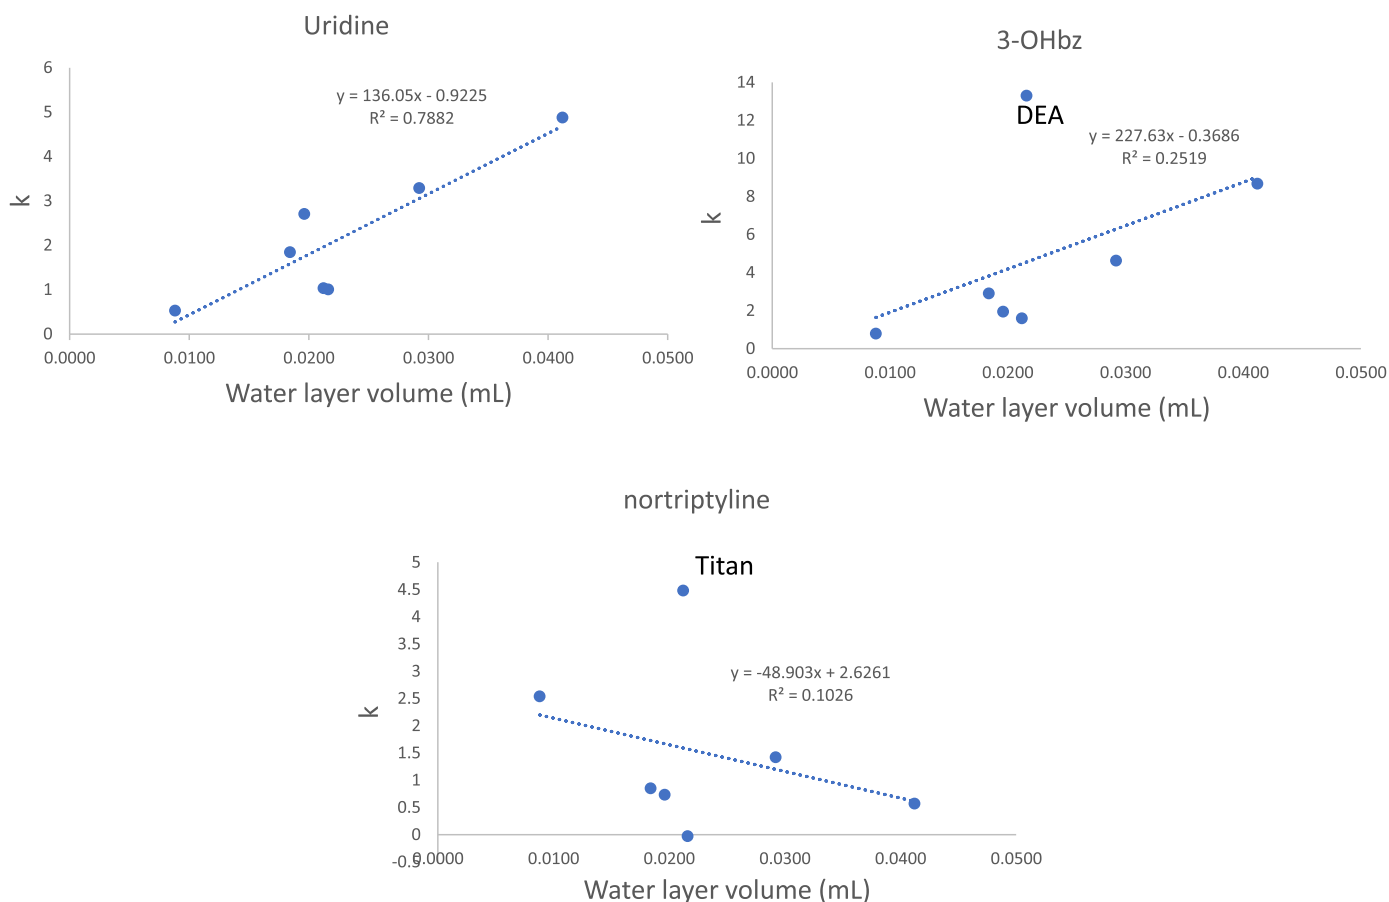 Uridine
6
5
4
3
2
1
0
k
y = 136.05x - 0.9225
R² = 0.7882
0.0000 0.0100 0.0200 0.0300 0.0400 0.0500
Water layer volume (mL)
3-OHbz
14
12
10
8
6
4
2
0
k
DEA
y = 227.63x - 0.3686
R² = 0.2519
0.0000 0.0100 0.0200 0.0300 0.0400 0.0500
Water layer volume (mL)
nortriptyline
5
4.5
4
3.5
3
2.5
2
1.5
1
0.5
0
-0.5
k
Titan
y = -48.903x + 2.6261
R² = 0.1026
0.0000 0.0100 0.0200 0.0300 0.0400 0.0500
Water layer volume (mL)